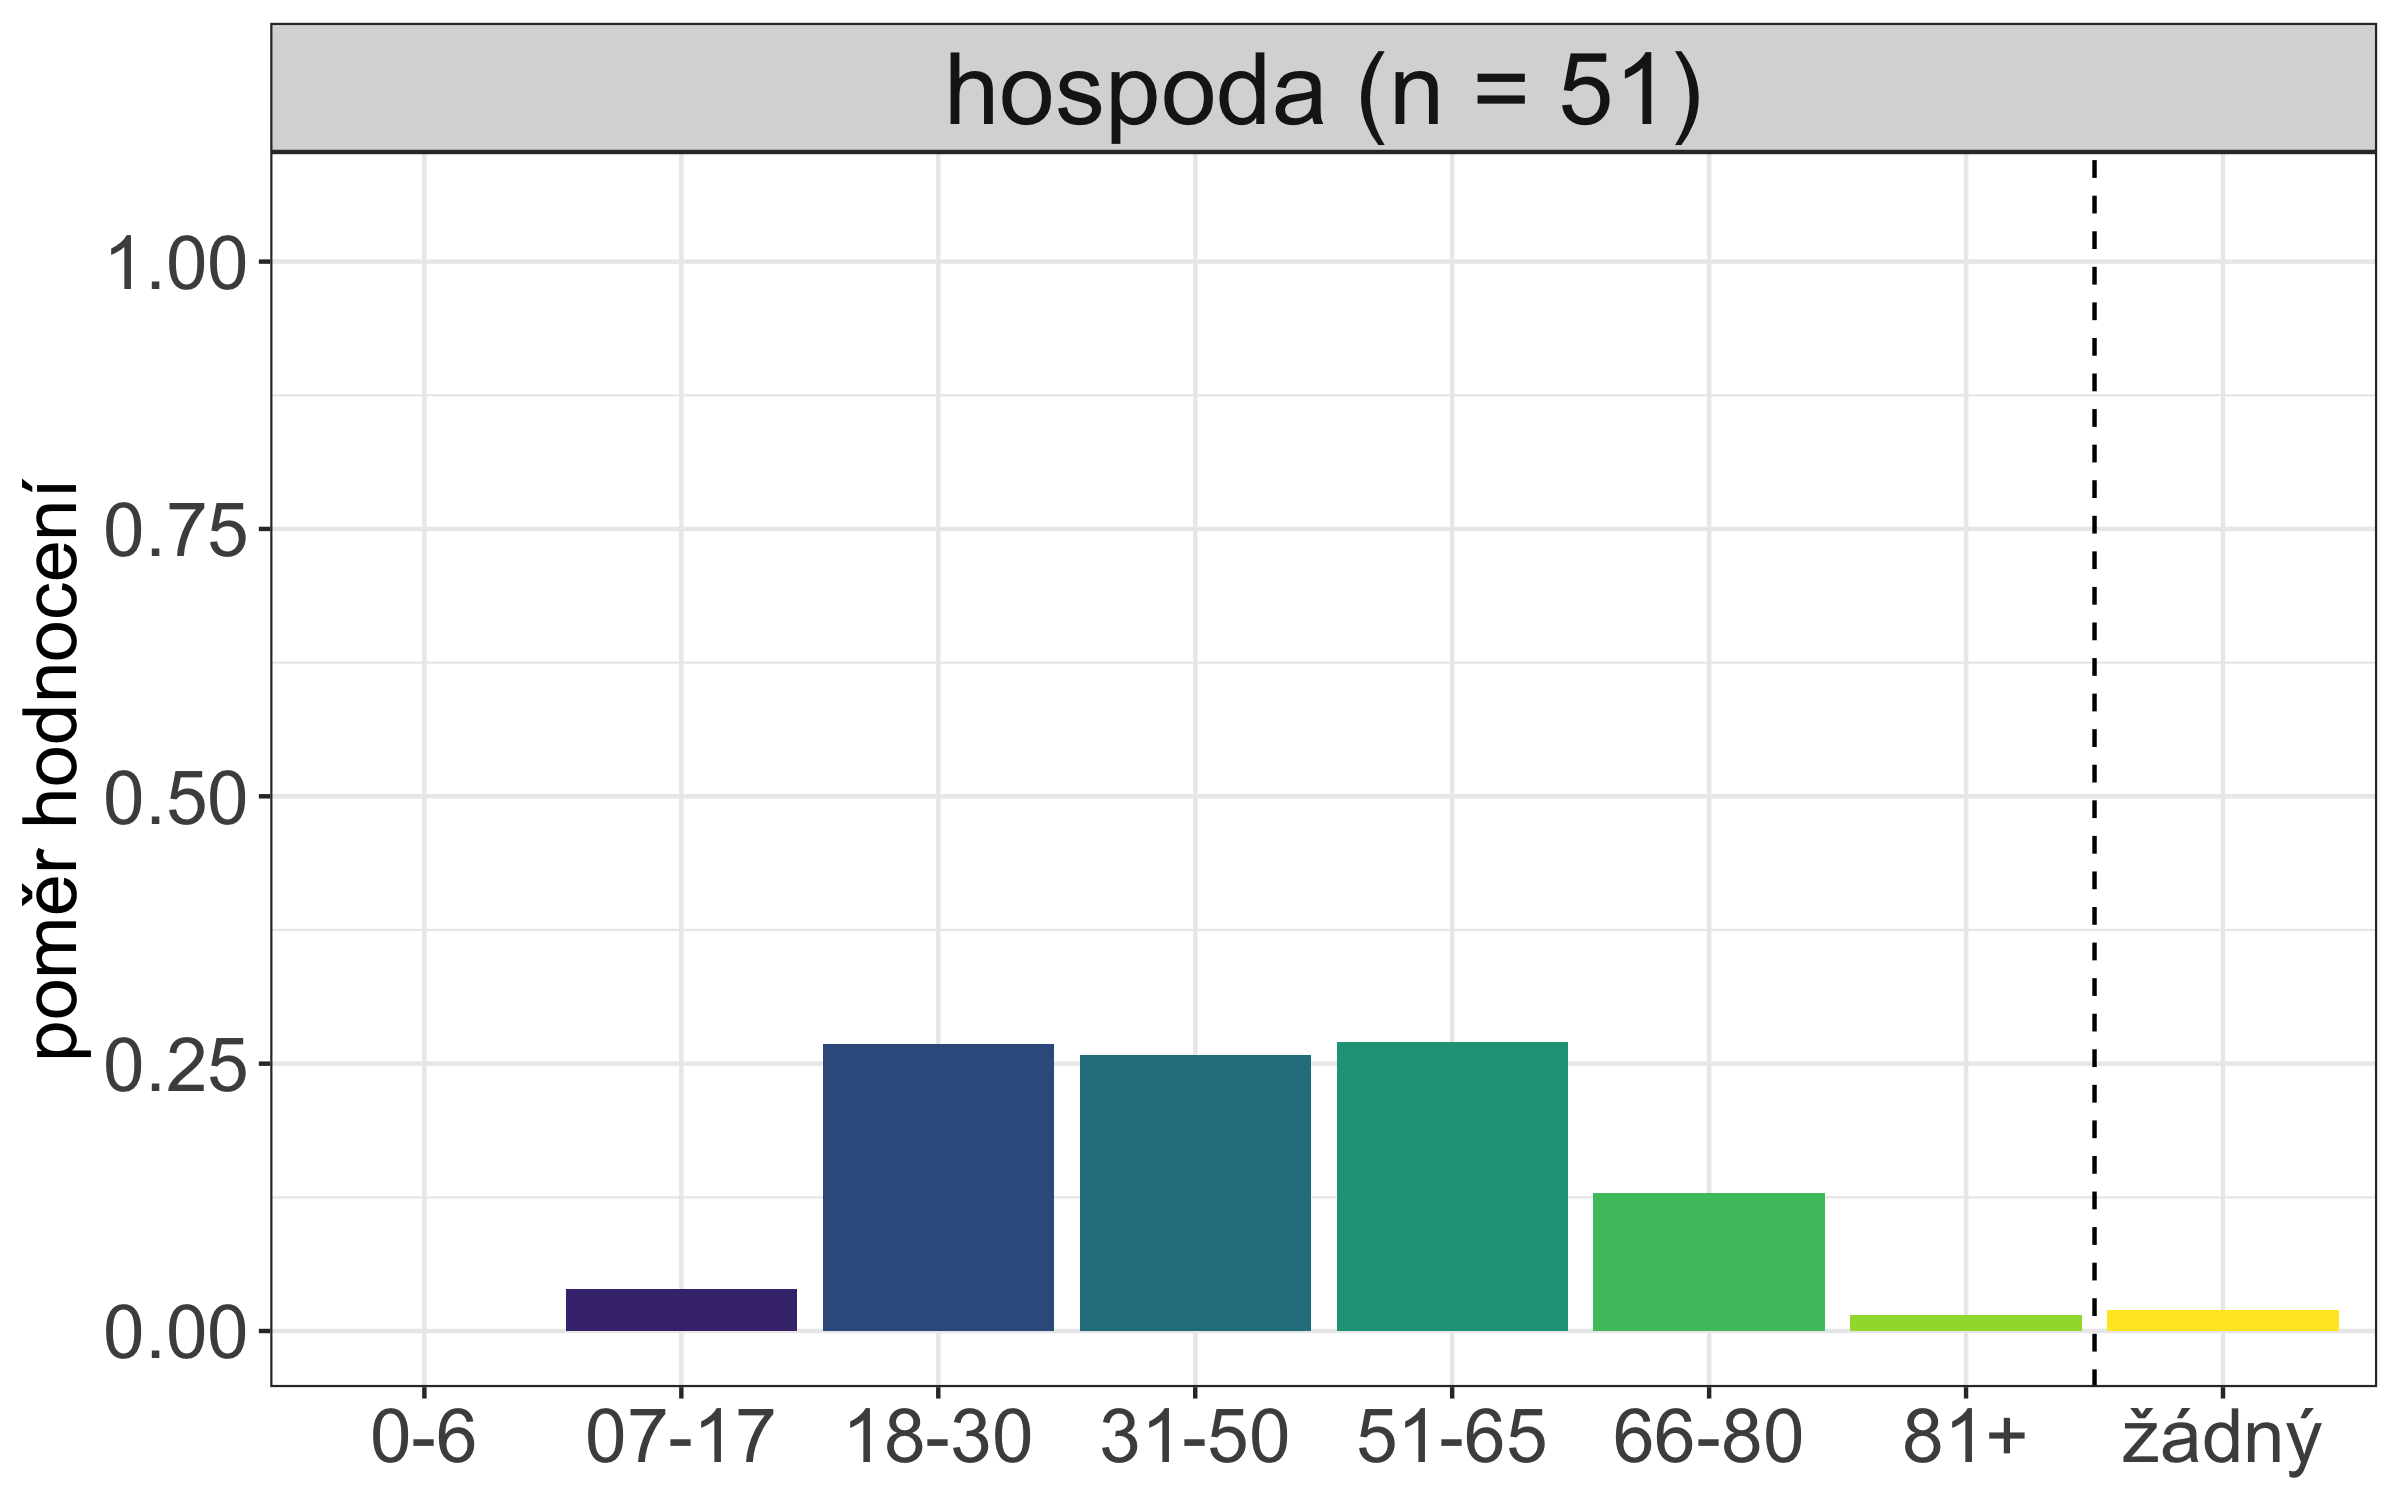 hospoda (n = 51)
poměr hodnocení
1.00
0.75
0.50
0.25
0.00
0-6 07-17 18-30 31-50 51-65 66-80 81+ žádný